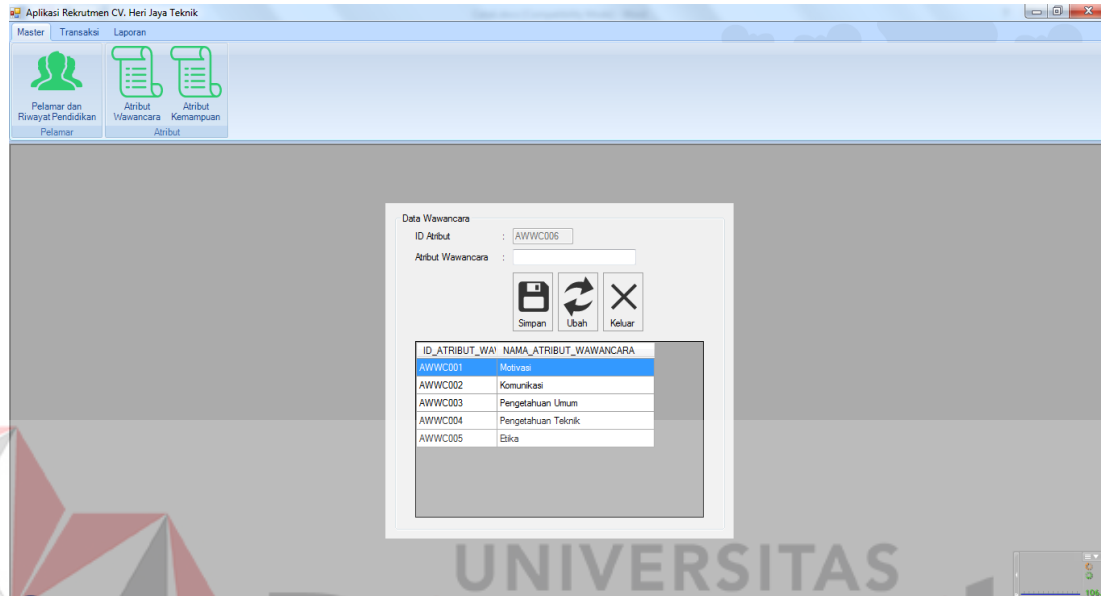 Aplikasi Rekrutmen CV. Heri Jaya Teknik
Master Transaksi Laporan
Pelamar dan Riwayat Pendidikan
Atribut Wawancara
Atribut Kemampuan
Pelamar
Atribut
Data Wawancara
ID Atribut : AWWC006
Atribut Wawancara :
Simpan Ubah Keluar
ID_ATRIBUT_WA NAMA_ATRIBUT_WAWANCARA
AWWC001 Motivasi
AWWC002 Komunikasi
AWWC003 Pengetahuan Umum
AWWC004 Pengetahuan Teknik
AWWC005 Etika
UNIVERSITAS
106